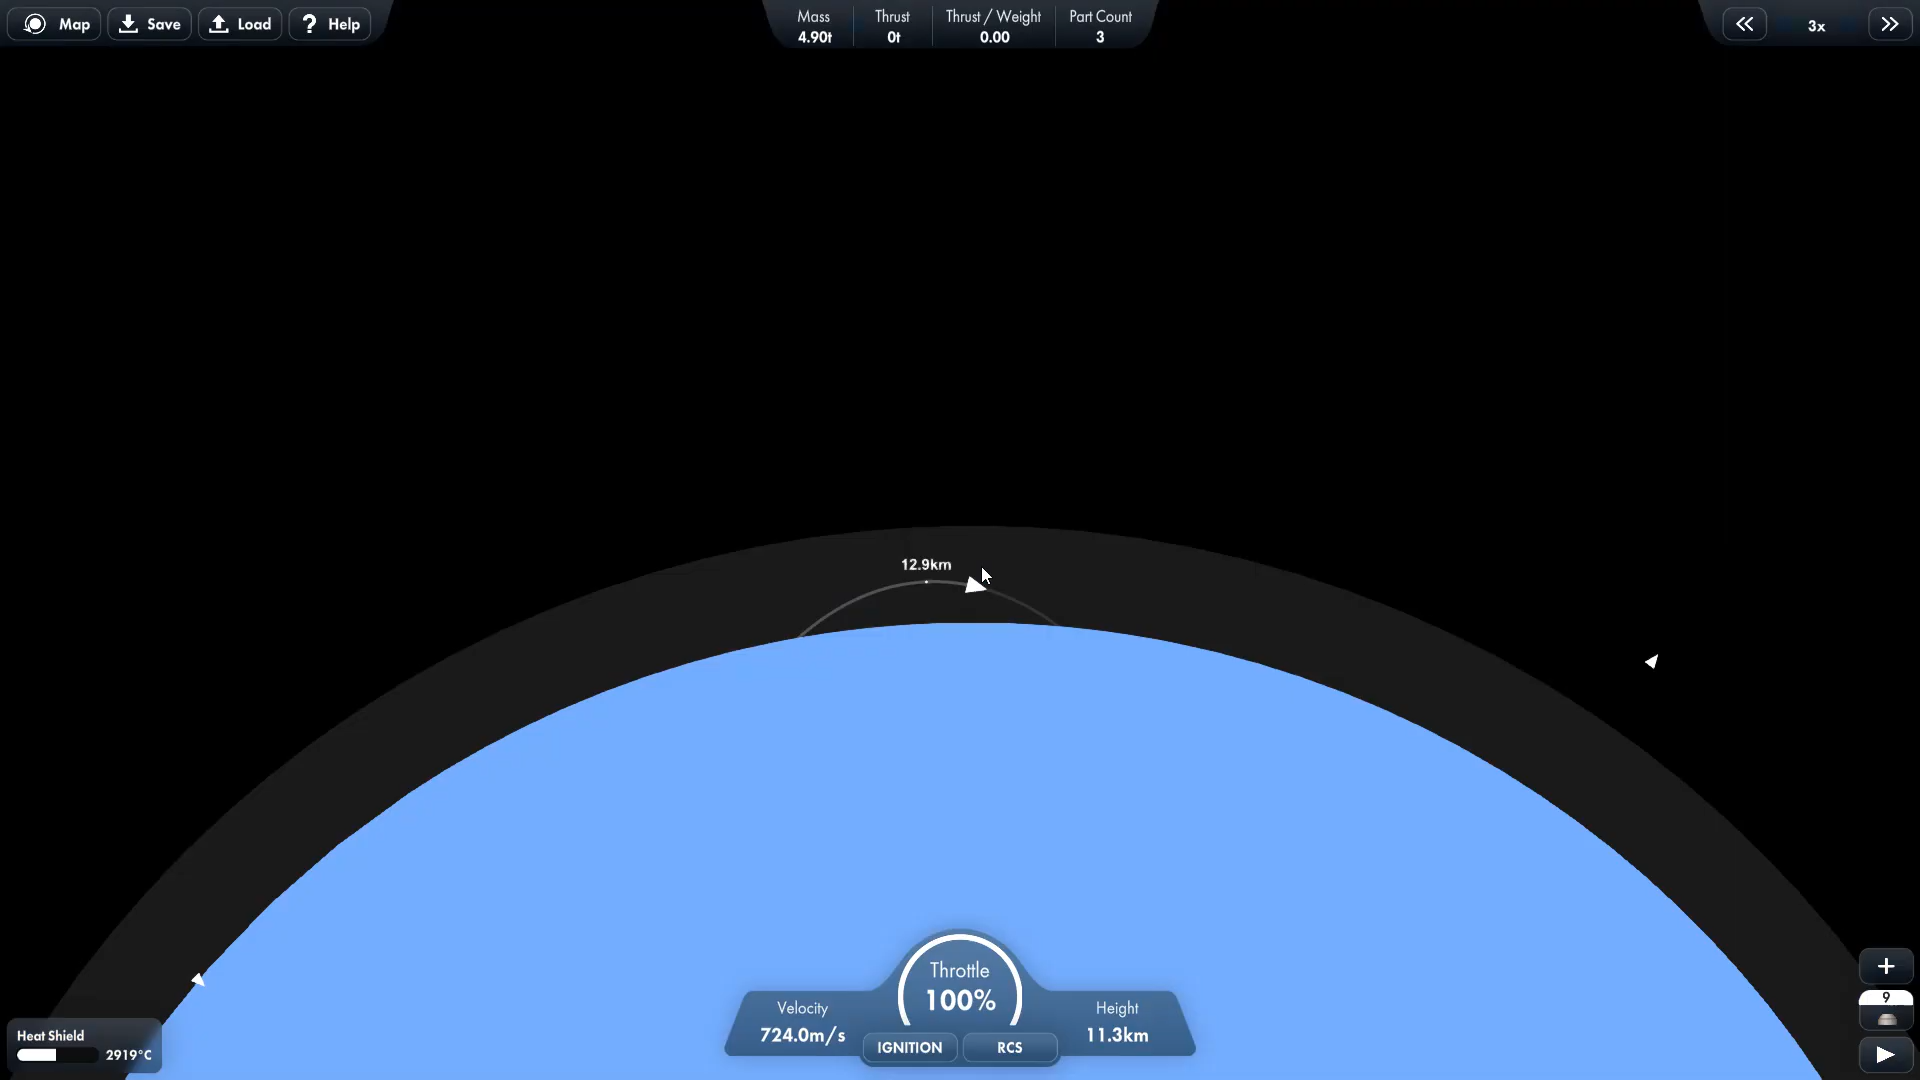 Map Save Load ? Help
Mass Thrust Thrust / Weight Part Count
4.90t 0t 0.00 3
3x
12.9km
Throttle
100%
Velocity Height
724.0m/s 11.3km
IGNITION RCS
Heat Shield
2919°C
+
9